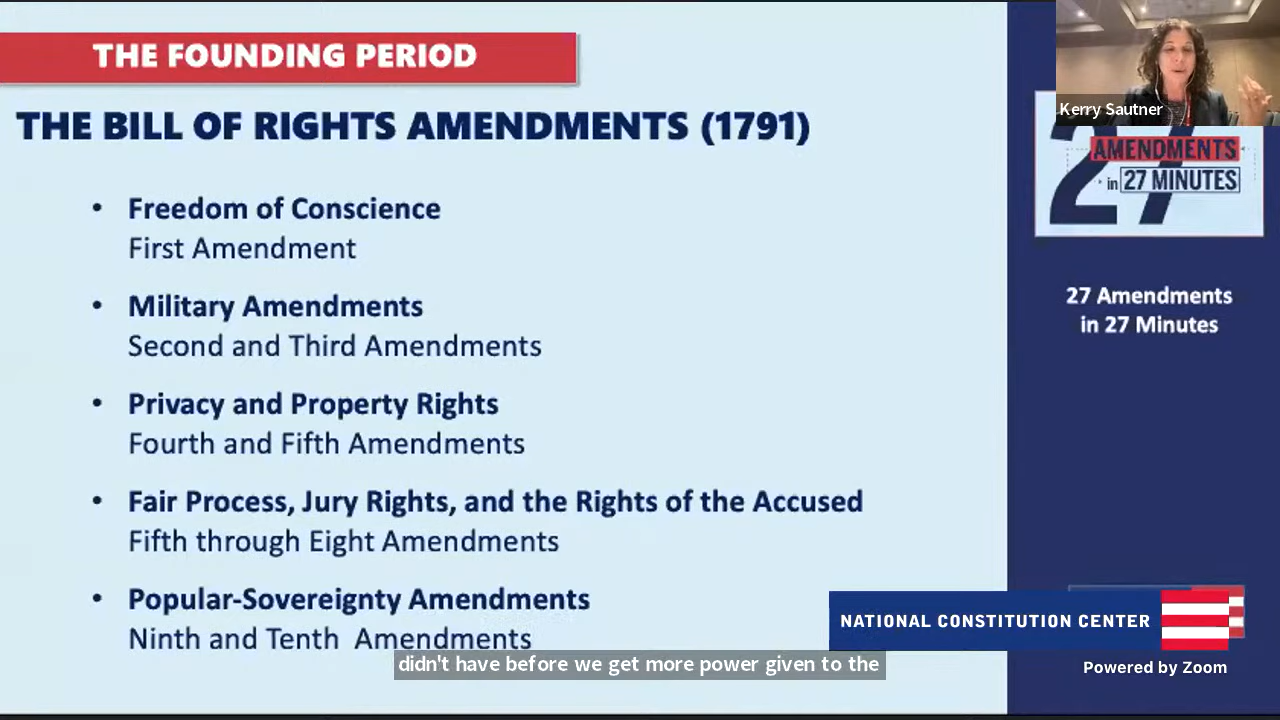 THE FOUNDING PERIOD
THE BILL OF RIGHTS AMENDMENTS (1791)
• Freedom of Conscience
First Amendment
• Military Amendments
Second and Third Amendments
• Privacy and Property Rights
Fourth and Fifth Amendments
• Fair Process, Jury Rights, and the Rights of the Accused
Fifth through Eight Amendments
• Popular-Sovereignty Amendments
Ninth and Tenth Amendments
didn't have before we get more power given to the
Kerry Sautner
27
AMENDMENTS
in 27 MINUTES
27 Amendments
in 27 Minutes
NATIONAL CONSTITUTION CENTER
Powered by Zoom